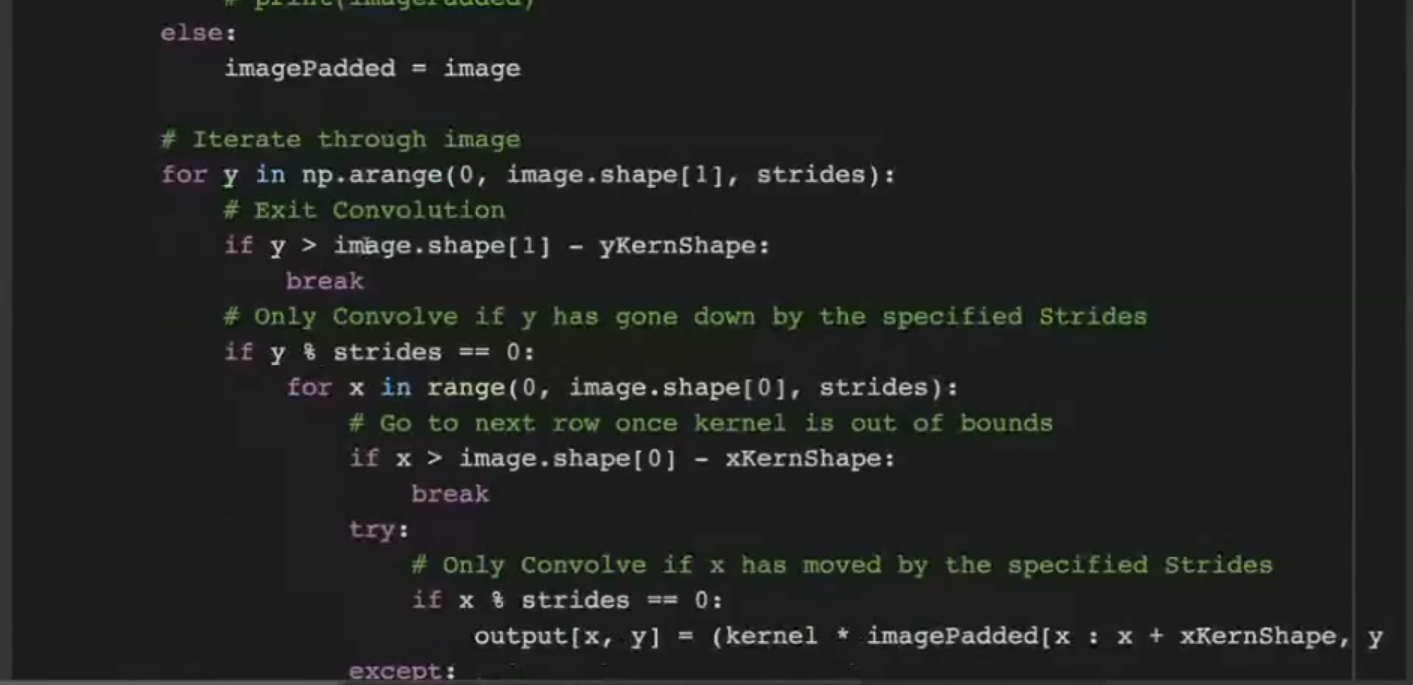 # print(imagePadded)
else:
imagePadded = image
# Iterate through image
for y in np.arange(0, image.shape[1], strides):
# Exit Convolution
if y > image.shape[1] - yKernShape:
break
# Only Convolve if y has gone down by the specified Strides
if y % strides == 0:
for x in range(0, image.shape[0], strides):
# Go to next row once kernel is out of bounds
if x > image.shape[0] - xKernShape:
break
try:
# Only Convolve if x has moved by the specified Strides
if x % strides == 0:
output[x, y] = (kernel * imagePadded[x : x + xKernShape, y
except: